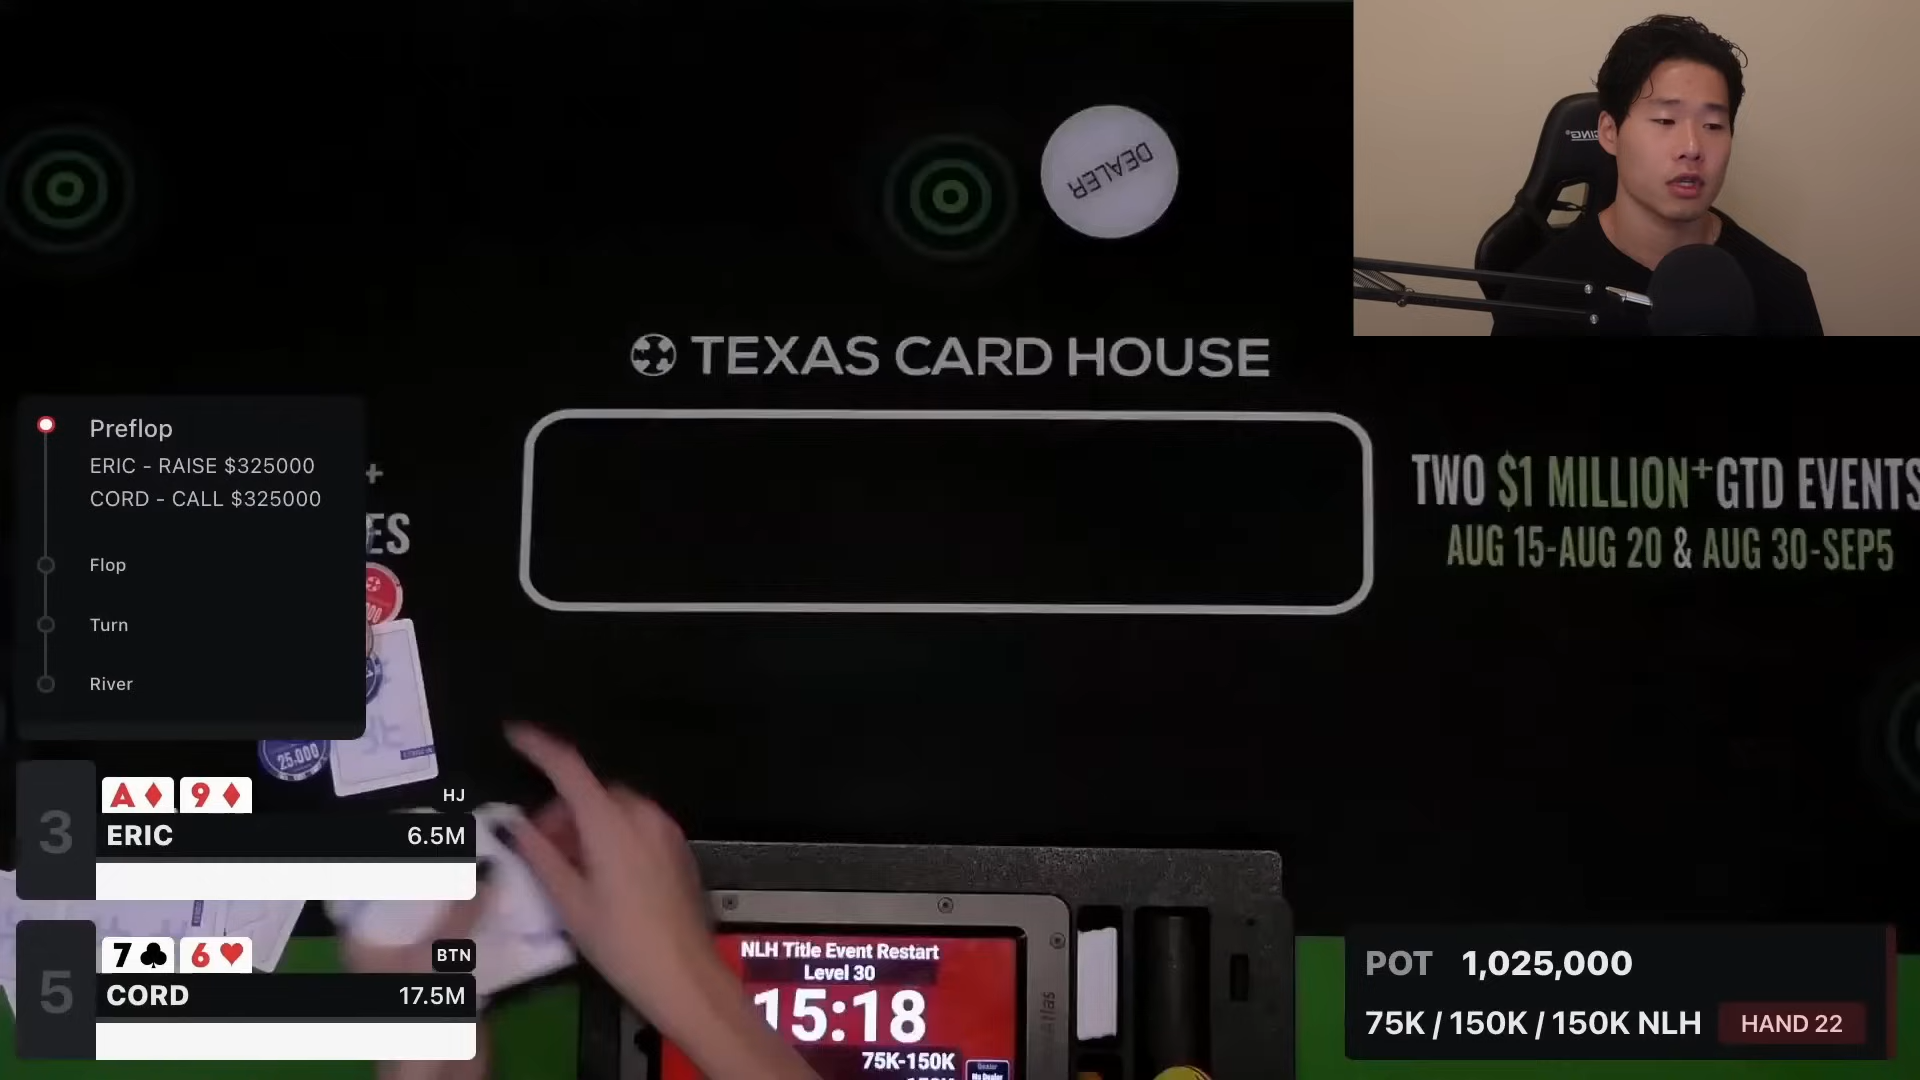 DEALER
TEXAS CARD HOUSE
Preflop
ERIC - RAISE $325000
CORD - CALL $325000
Flop
Turn
River
+
ES
25,000
TWO $1 MILLION+ GTD EVENTS
AUG 15-AUG 20 & AUG 30-SEP5
3
A♦ 9♦
HJ
ERIC
6.5M
5
7♣ 6♥
BTN
CORD
17.5M
NLH Title Event Restart
Level 30
15:18
75K-150K
POT 1,025,000
75K / 150K / 150K NLH
HAND 22